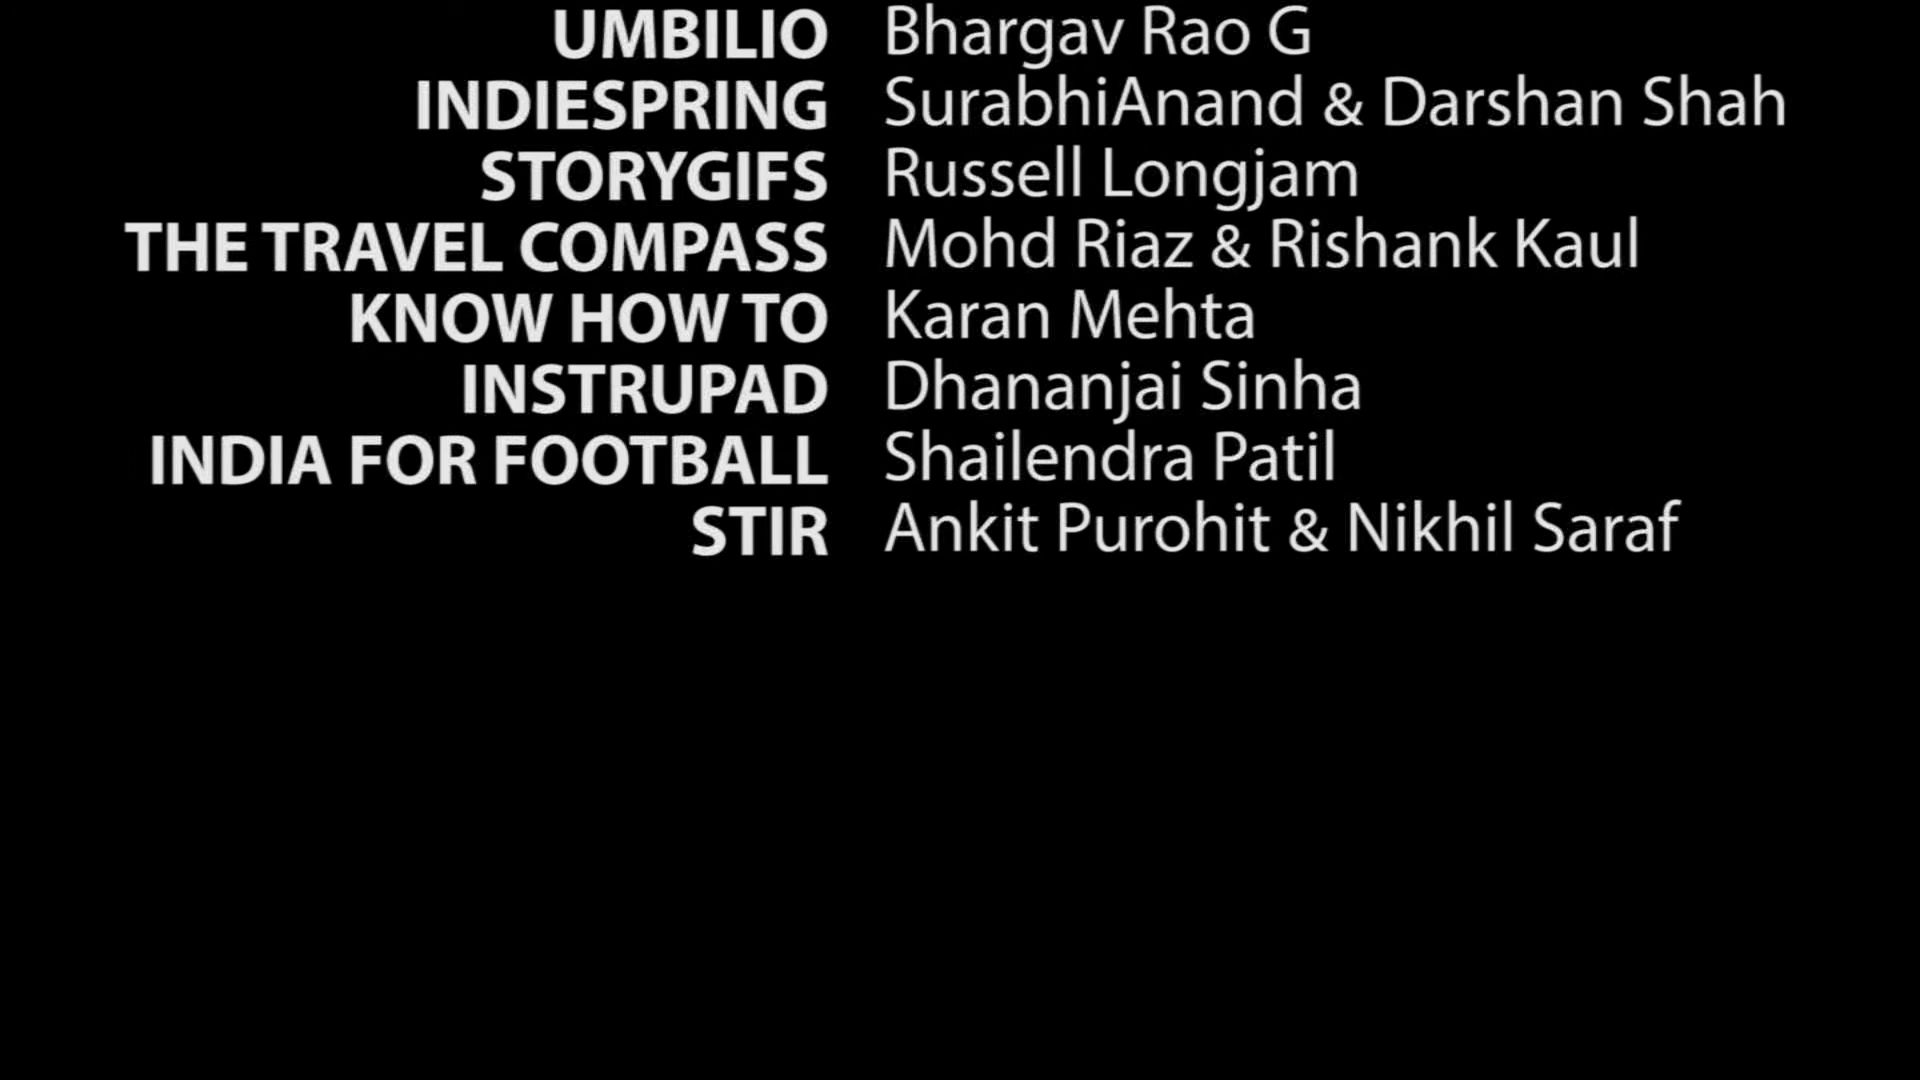 UMBILIO Bhargav Rao G
INDIESPRING SurabhiAnand & Darshan Shah
STORYGIFS Russell Longjam
THE TRAVEL COMPASS Mohd Riaz & Rishank Kaul
KNOW HOW TO Karan Mehta
INSTRUPAD Dhananjai Sinha
INDIA FOR FOOTBALL Shailendra Patil
STIR Ankit Purohit & Nikhil Saraf